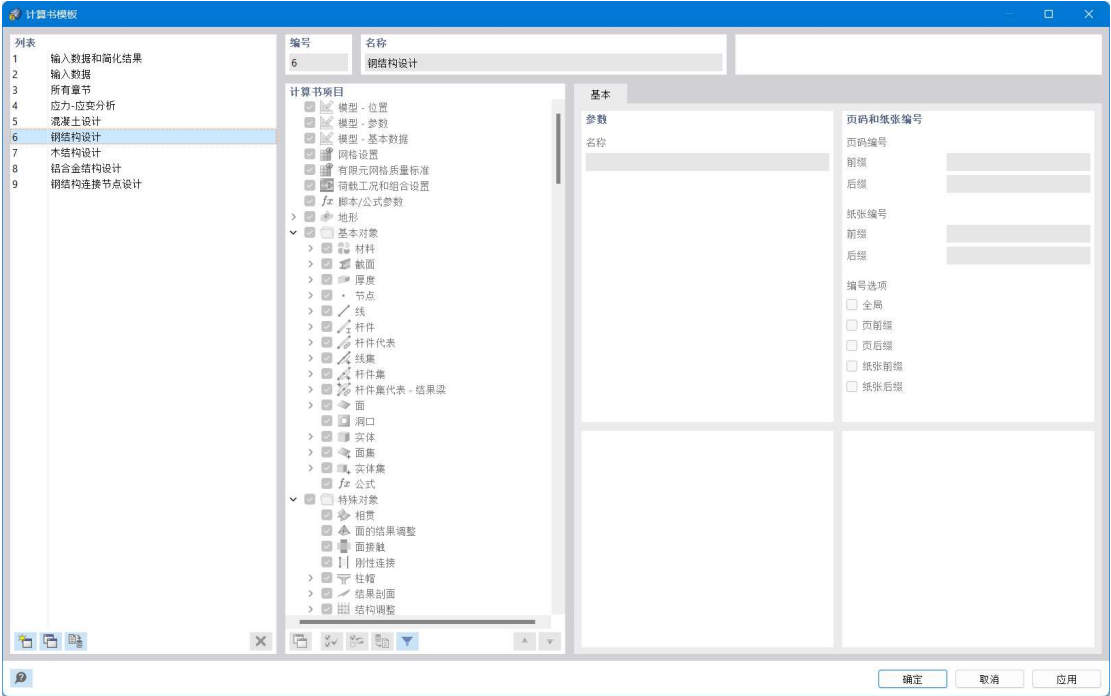 计算书模板
列表
1 输入数据和简化结果
2 输入数据
3 所有章节
4 应力-应变分析
5 混凝土设计
6 钢结构设计
7 木结构设计
8 铝合金结构设计
9 钢结构连接节点设计
编号
6
名称
钢结构设计
计算书项目
模型 - 位置
模型 - 参数
模型 - 基本数据
网格设置
有限元网格质量标准
荷载工况和组合设置
fx 脚本/公式参数
地形
基本对象
材料
截面
厚度
节点
线
杆件
杆件代表
线集
杆件集
杆件集代表 - 结果梁
面
洞口
实体
面集
实体集
fx 公式
特殊对象
相贯
面的结果调整
面接触
刚性连接
柱帽
结果剖面
结构调整
基本
参数
名称
页码和纸张编号
页码编号
前缀
后缀
纸张编号
前缀
后缀
编号选项
全局
页前缀
页后缀
纸张前缀
纸张后缀
确定
取消
应用